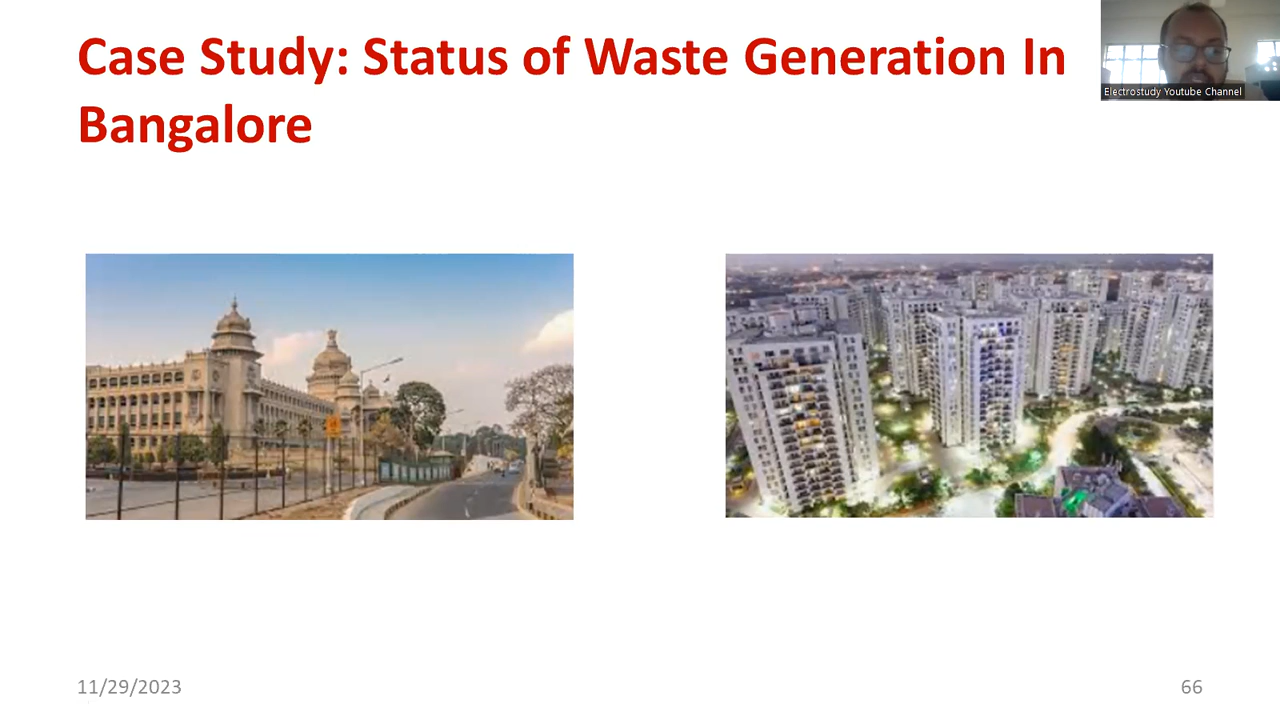 Case Study: Status of Waste Generation In
Bangalore
Electrostudy Youtube Channel
11/29/2023
66